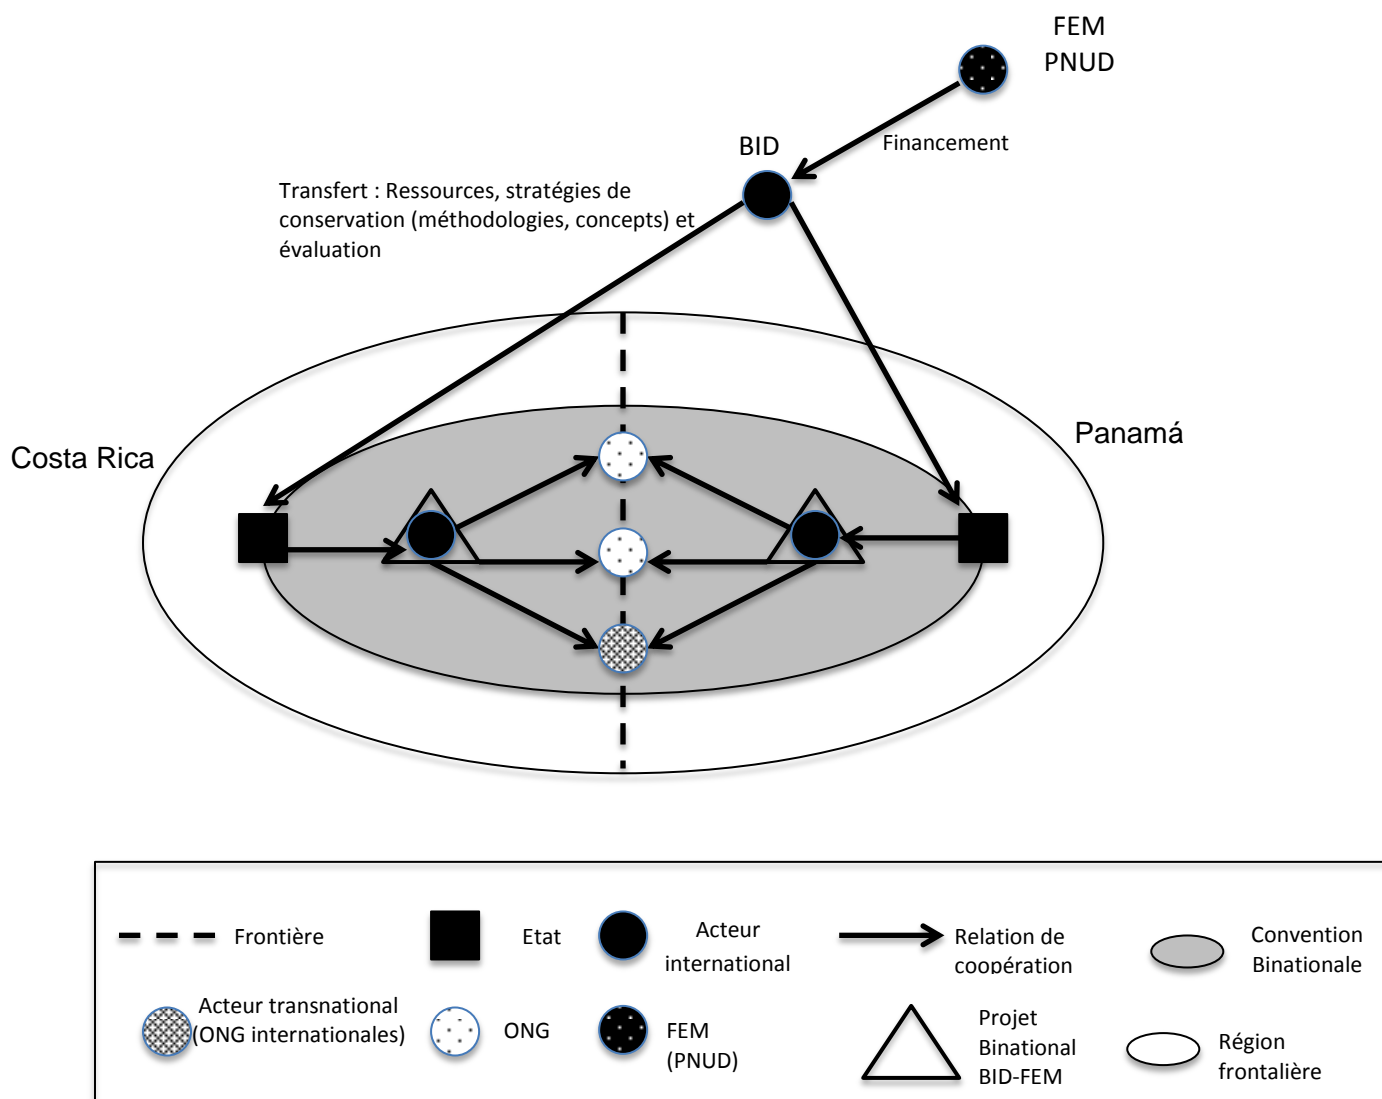 FEM
PNUD
BID
Financement
Transfert : Ressources, stratégies de
conservation (méthodologies, concepts) et
évaluation
Costa Rica
Panamá
Frontière
Etat
Acteur
international
Relation de
coopération
Convention
Binationale
Acteur transnational
(ONG internationales)
ONG
FEM
(PNUD)
Projet
Binational
BID-FEM
Région
frontalière